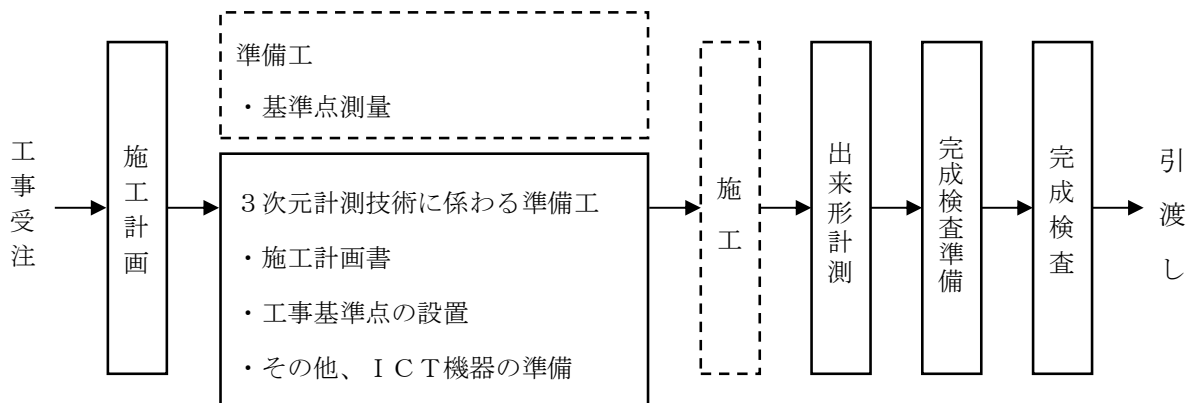 工事受注
施工計画
準備工
・基準点測量
３次元計測技術に係わる準備工
・施工計画書
・工事基準点の設置
・その他、ＩＣＴ機器の準備
施工
出来形計測
完成検査準備
完成検査
引渡し